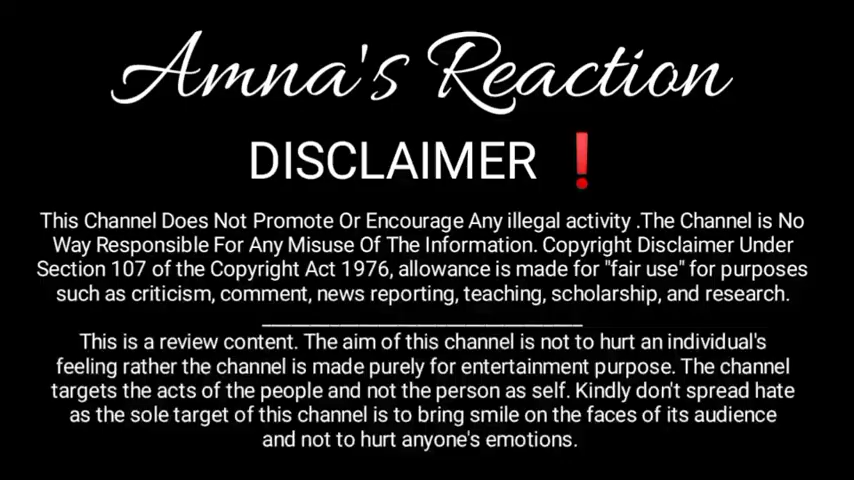 Amna's Reaction
DISCLAIMER ❗
This Channel Does Not Promote Or Encourage Any illegal activity .The Channel is No
Way Responsible For Any Misuse Of The Information. Copyright Disclaimer Under
Section 107 of the Copyright Act 1976, allowance is made for "fair use" for purposes
such as criticism, comment, news reporting, teaching, scholarship, and research.
This is a review content. The aim of this channel is not to hurt an individual's
feeling rather the channel is made purely for entertainment purpose. The channel
targets the acts of the people and not the person as self. Kindly don't spread hate
as the sole target of this channel is to bring smile on the faces of its audience
and not to hurt anyone's emotions.